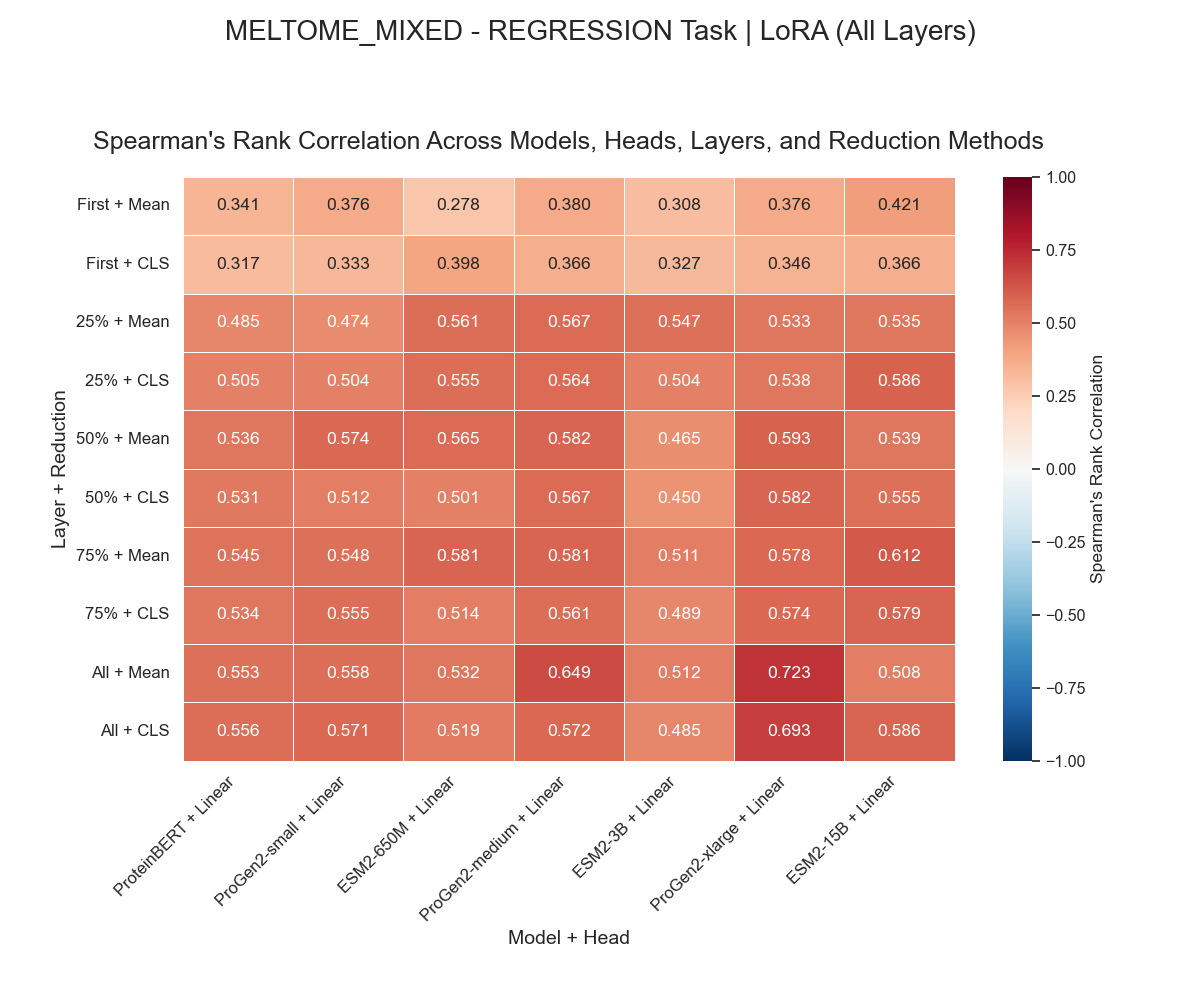 MELTOME_MIXED - REGRESSION Task | LoRA (All Layers)
Spearman's Rank Correlation Across Models, Heads, Layers, and Reduction Methods
Layer + Reduction
First + Mean 0.341 0.376 0.278 0.380 0.308 0.376 0.421
First + CLS 0.317 0.333 0.398 0.366 0.327 0.346 0.366
25% + Mean 0.485 0.474 0.561 0.567 0.547 0.533 0.535
25% + CLS 0.505 0.504 0.555 0.564 0.504 0.538 0.586
50% + Mean 0.536 0.574 0.565 0.582 0.465 0.593 0.539
50% + CLS 0.531 0.512 0.501 0.567 0.450 0.582 0.555
75% + Mean 0.545 0.548 0.581 0.581 0.511 0.578 0.612
75% + CLS 0.534 0.555 0.514 0.561 0.489 0.574 0.579
All + Mean 0.553 0.558 0.532 0.649 0.512 0.723 0.508
All + CLS 0.556 0.571 0.519 0.572 0.485 0.693 0.586
ProteinBERT + Linear
ProGen2-small + Linear
ESM2-650M + Linear
ProGen2-medium + Linear
ESM2-3B + Linear
ProGen2-xlarge + Linear
ESM2-15B + Linear
Model + Head
1.00
0.75
0.50
0.25
0.00
−0.25
−0.50
−0.75
−1.00
Spearman's Rank Correlation